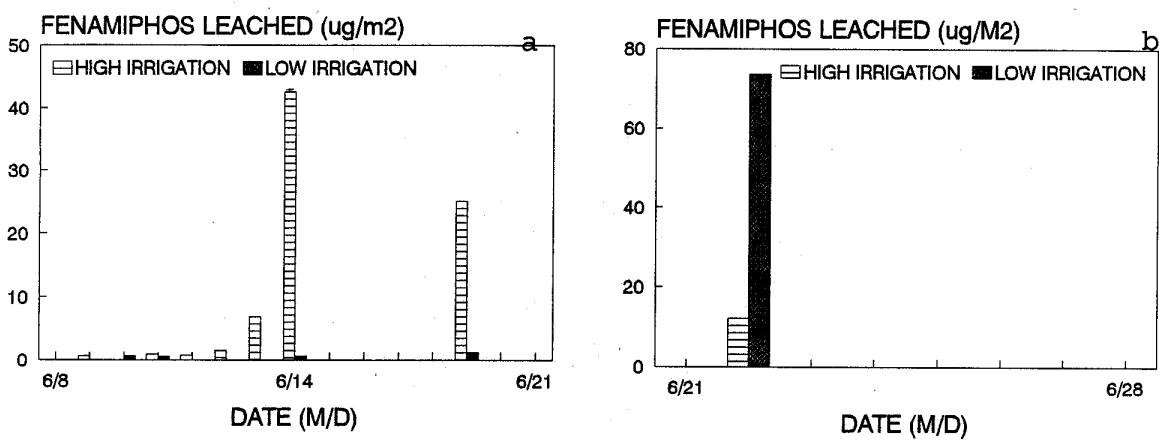 FENAMIPHOS LEACHED (ug/m2)
a
50
HIGH IRRIGATION LOW IRRIGATION
40
30
20
10
0
6/8 6/14 6/21
DATE (M/D)
FENAMIPHOS LEACHED (ug/M2)
b
80
HIGH IRRIGATION LOW IRRIGATION
60
40
20
0
6/21 6/28
DATE (M/D)